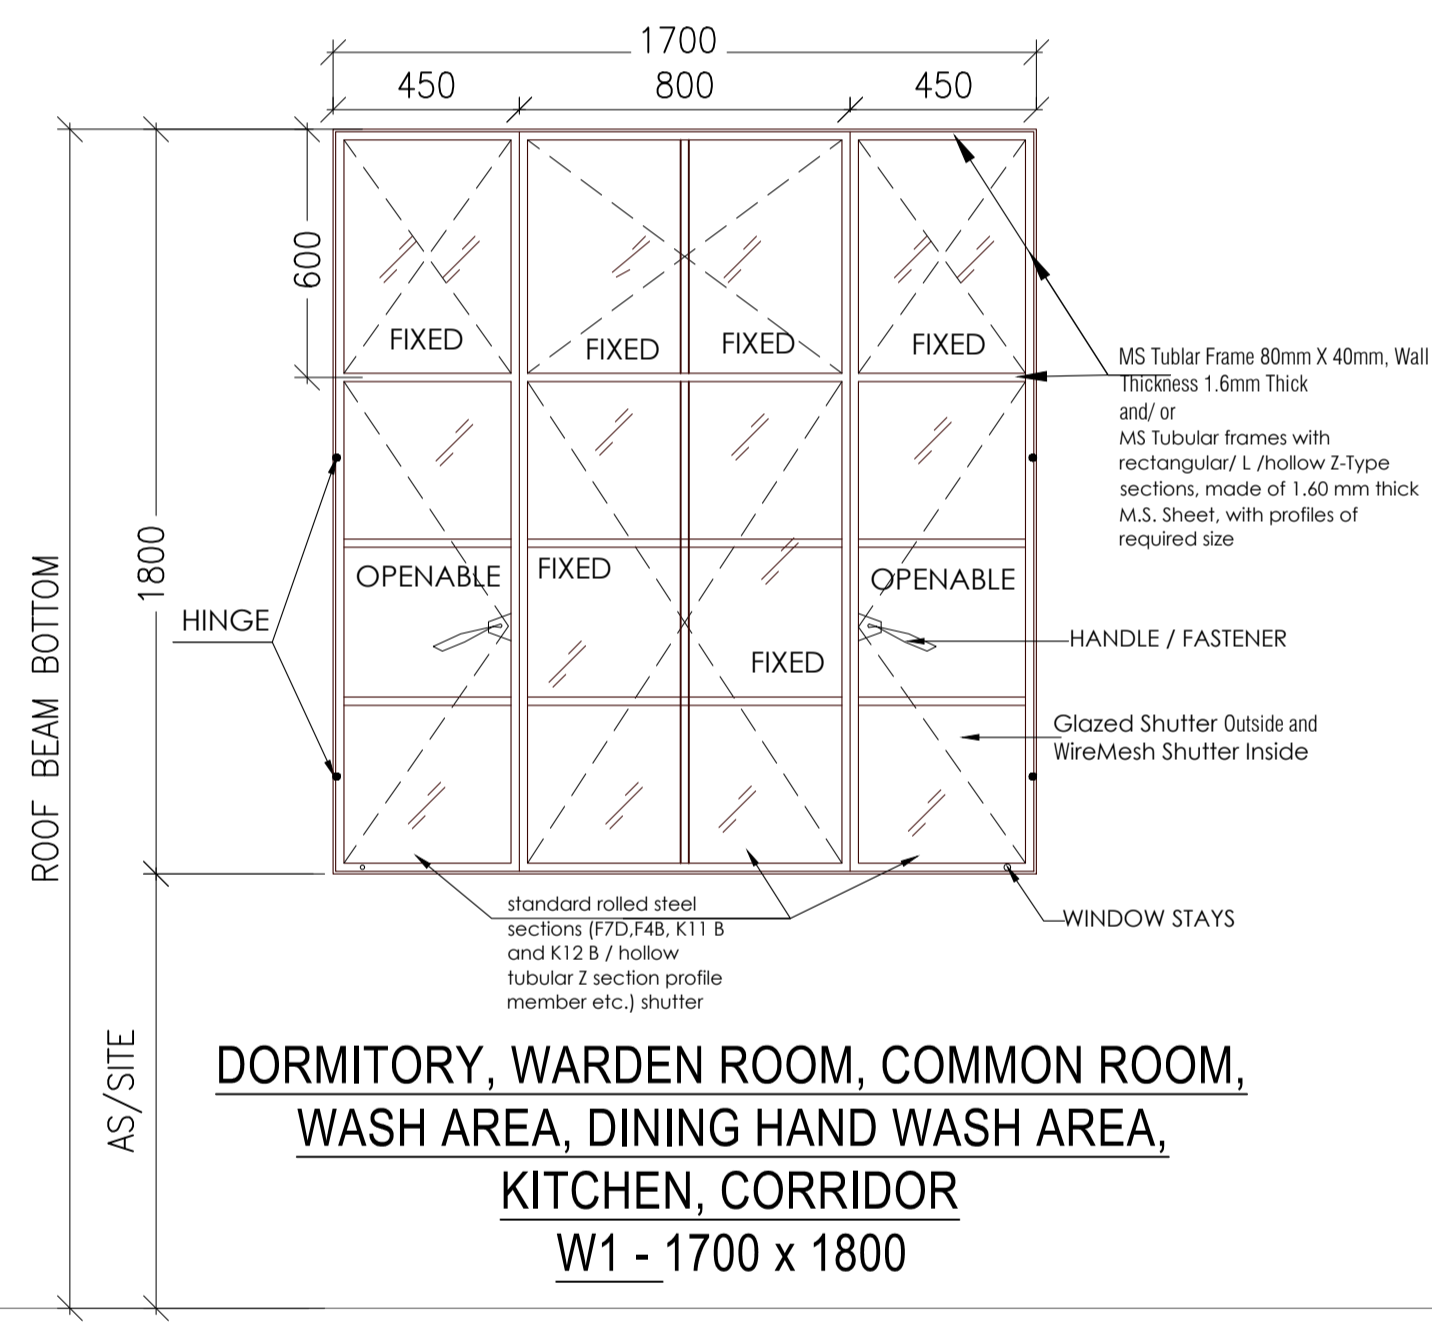 1700
450
800
450
600
1800
FIXED
FIXED
FIXED
FIXED
MS Tublar Frame 80mm X 40mm, Wall
Thickness 1.6mm Thick
and/ or
MS Tubular frames with
rectangular/ L /hollow Z-Type
sections, made of 1.60 mm thick
M.S. Sheet, with profiles of
required size
OPENABLE
FIXED
OPENABLE
HINGE
FIXED
HANDLE / FASTENER
Glazed Shutter Outside and
WireMesh Shutter Inside
ROOF BEAM BOTTOM
standard rolled steel
sections (F7D,F4B, K11 B
and K12 B / hollow
tubular Z section profile
member etc.) shutter
WINDOW STAYS
AS/SITE
DORMITORY, WARDEN ROOM, COMMON ROOM,
WASH AREA, DINING HAND WASH AREA,
KITCHEN, CORRIDOR
W1 - 1700 x 1800